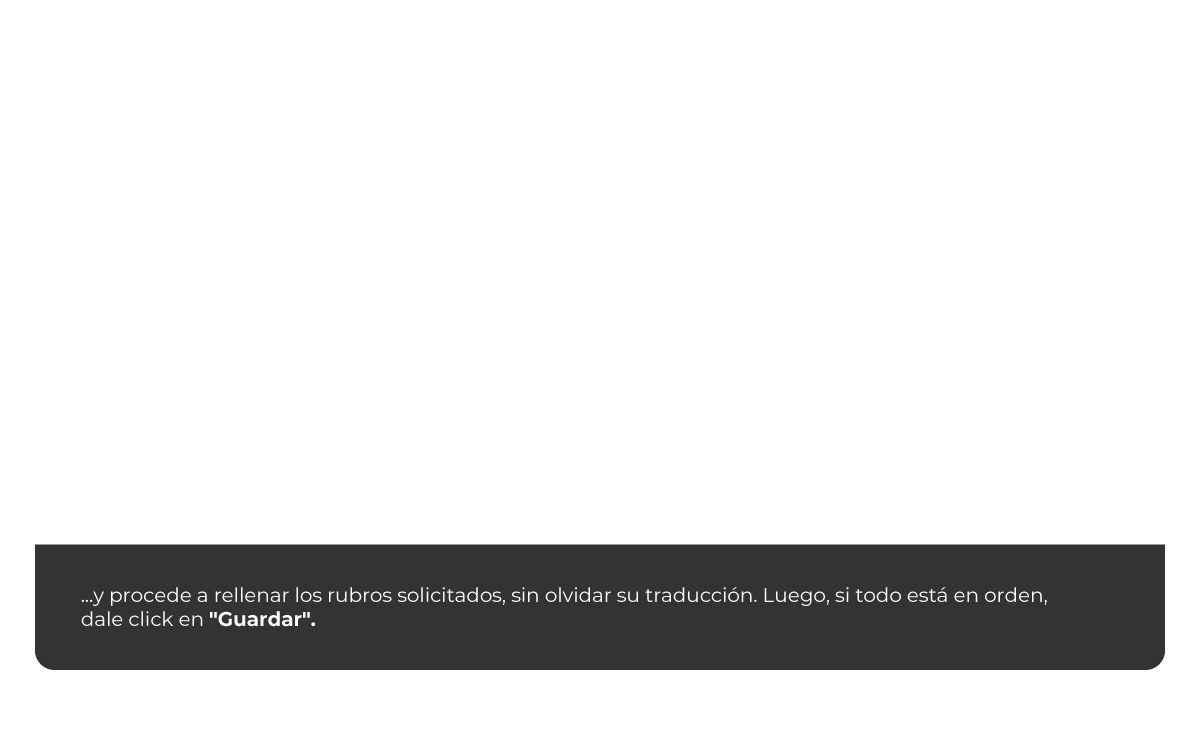 ...y procede a rellenar los rubros solicitados, sin olvidar su traducción. Luego, si todo está en orden,
dale click en "Guardar".